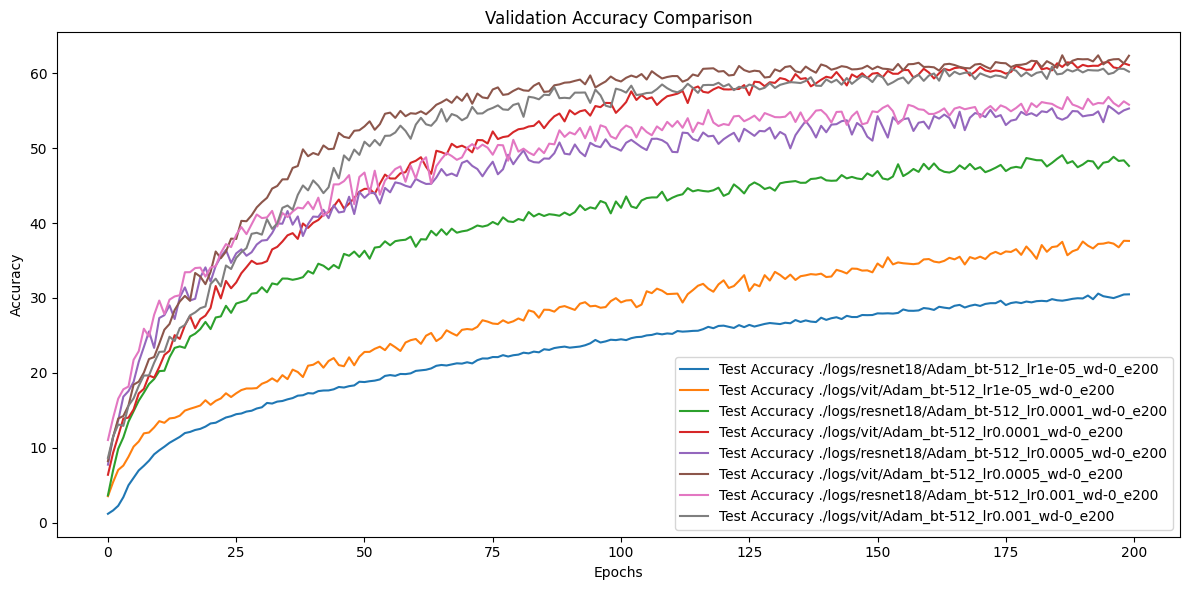 Validation Accuracy Comparison
Accuracy
60
50
40
30
20
10
0
0 25 50 75 100 125 150 175 200
Epochs
Test Accuracy ./logs/resnet18/Adam_bt-512_lr1e-05_wd-0_e200
Test Accuracy ./logs/vit/Adam_bt-512_lr1e-05_wd-0_e200
Test Accuracy ./logs/resnet18/Adam_bt-512_lr0.0001_wd-0_e200
Test Accuracy ./logs/vit/Adam_bt-512_lr0.0001_wd-0_e200
Test Accuracy ./logs/resnet18/Adam_bt-512_lr0.0005_wd-0_e200
Test Accuracy ./logs/vit/Adam_bt-512_lr0.0005_wd-0_e200
Test Accuracy ./logs/resnet18/Adam_bt-512_lr0.001_wd-0_e200
Test Accuracy ./logs/vit/Adam_bt-512_lr0.001_wd-0_e200